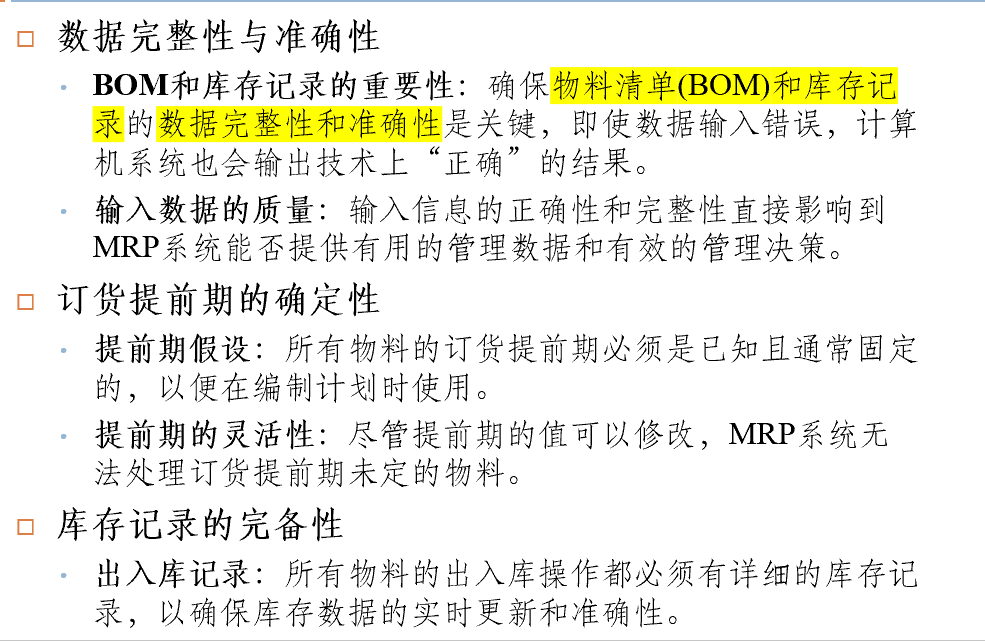 数据完整性与准确性
BOM和库存记录的重要性：确保物料清单(BOM)和库存记
录的数据完整性和准确性是关键，即使数据输入错误，计算
机系统也会输出技术上“正确”的结果。
输入数据的质量：输入信息的正确性和完整性直接影响到
MRP系统能否提供有用的管理数据和有效的管理决策。
订货提前期的确定性
提前期假设：所有物料的订货提前期必须是已知且通常固定
的，以便在编制计划时使用。
提前期的灵活性：尽管提前期的值可以修改，MRP系统无
法处理订货提前期未定的物料。
库存记录的完备性
出入库记录：所有物料的出入库操作都必须有详细的库存记
录，以确保库存数据的实时更新和准确性。